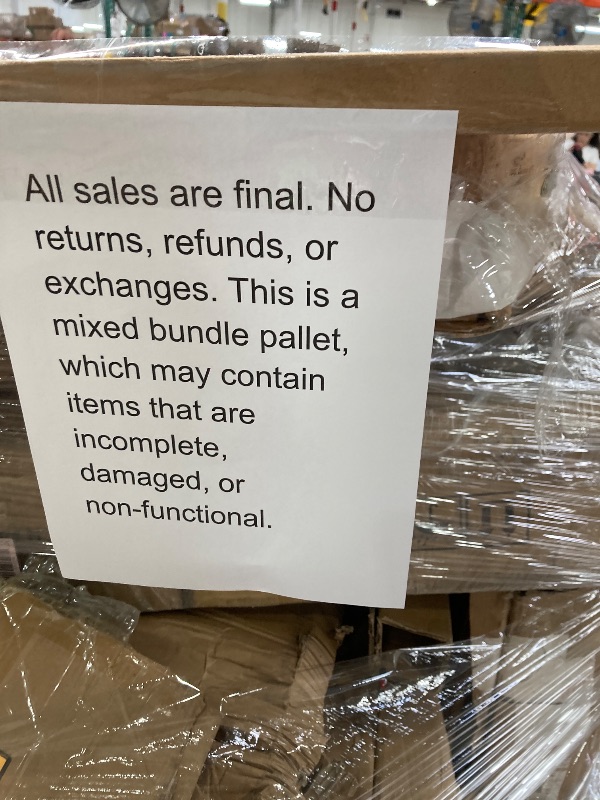 All sales are final. No
returns, refunds, or
exchanges. This is a
mixed bundle pallet,
which may contain
items that are
incomplete,
damaged, or
non-functional.